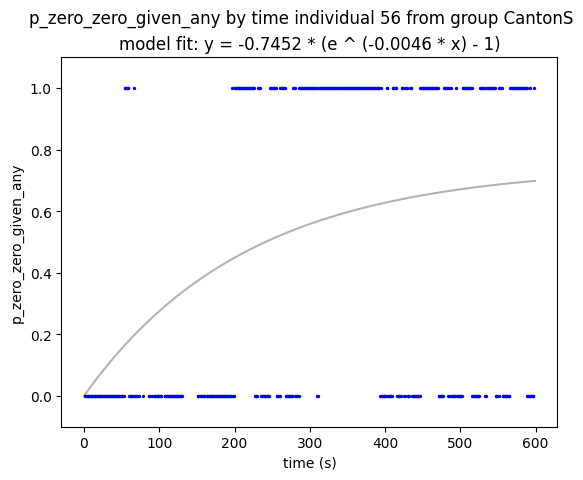 p_zero_zero_given_any by time individual 56 from group CantonS
model fit: y = -0.7452 * (e ^ (-0.0046 * x) - 1)
1.0
0.8
0.6
0.4
0.2
0.0
p_zero_zero_given_any
0 100 200 300 400 500 600
time (s)